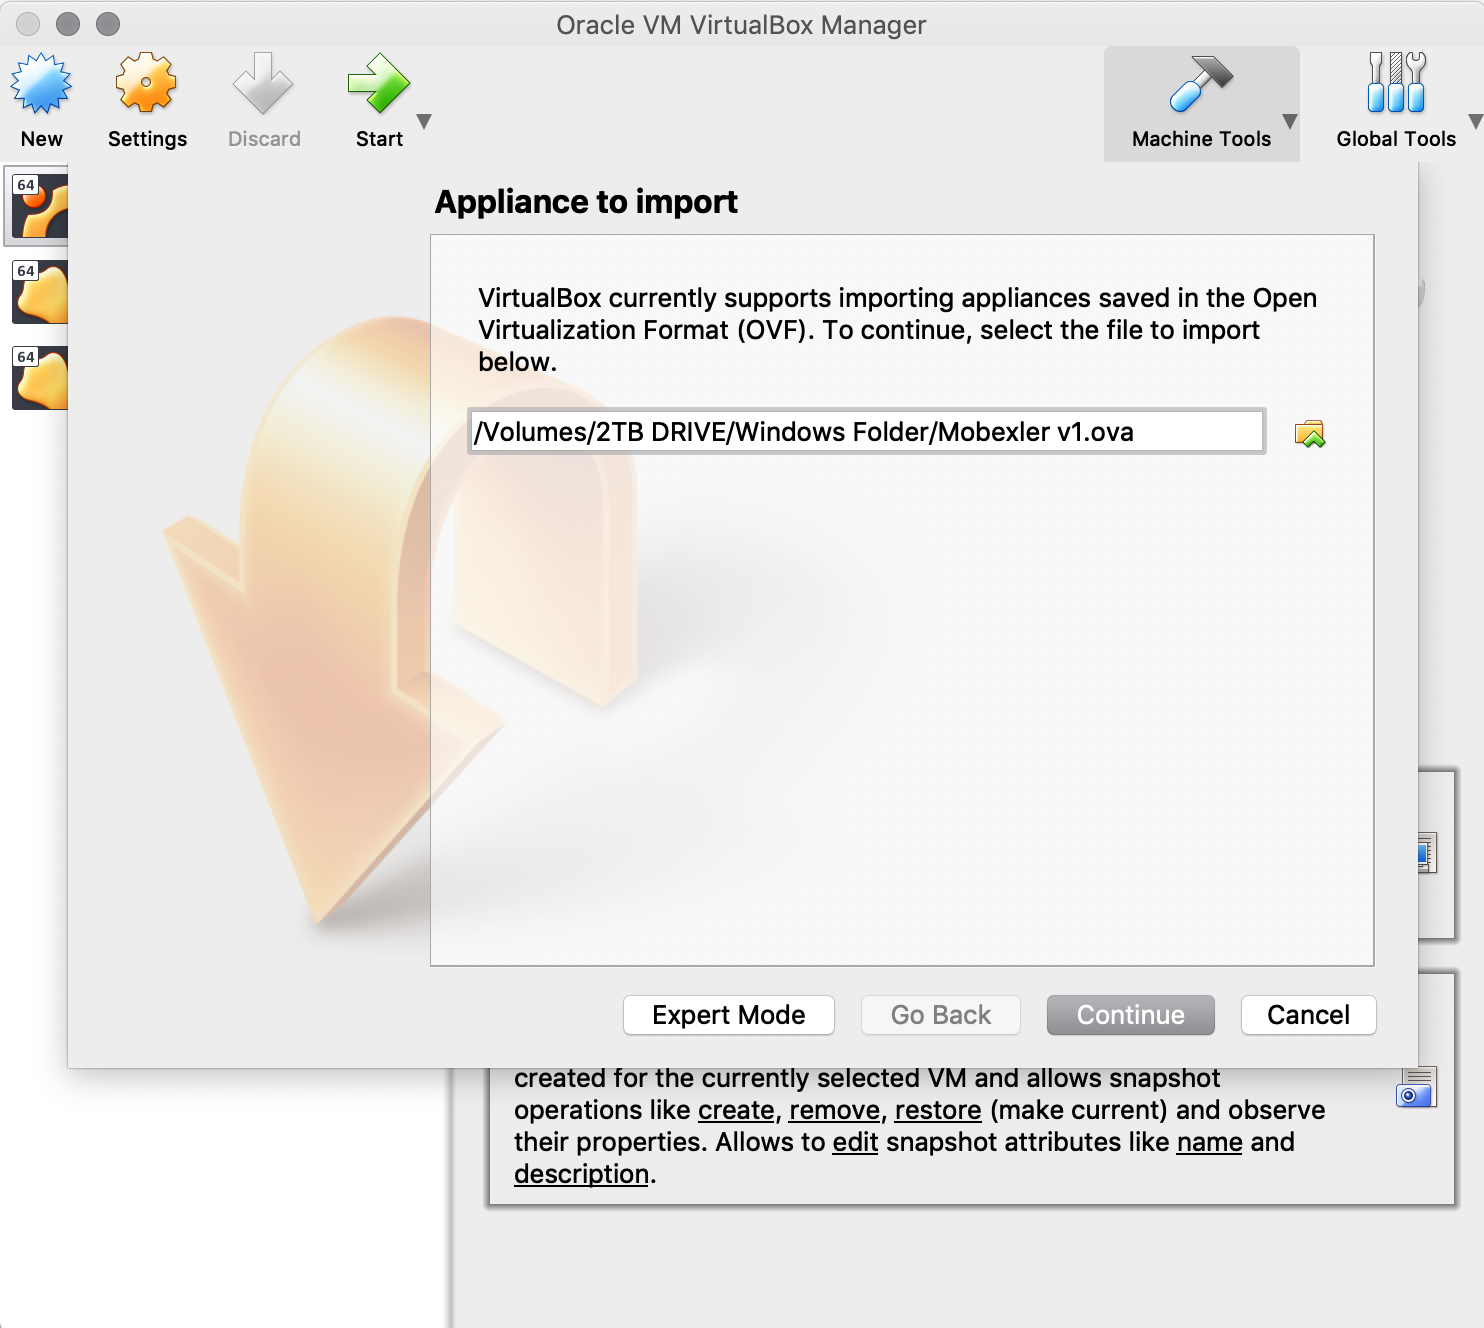 Oracle VM VirtualBox Manager
New
Settings
Discard
Start
Machine Tools
Global Tools
64
64
64
Appliance to import
VirtualBox currently supports importing appliances saved in the Open
Virtualization Format (OVF). To continue, select the file to import
below.
/Volumes/2TB DRIVE/Windows Folder/Mobexler v1.ova
Expert Mode
Go Back
Continue
Cancel
created for the currently selected VM and allows snapshot
operations like create, remove, restore (make current) and observe
their properties. Allows to edit snapshot attributes like name and
description.